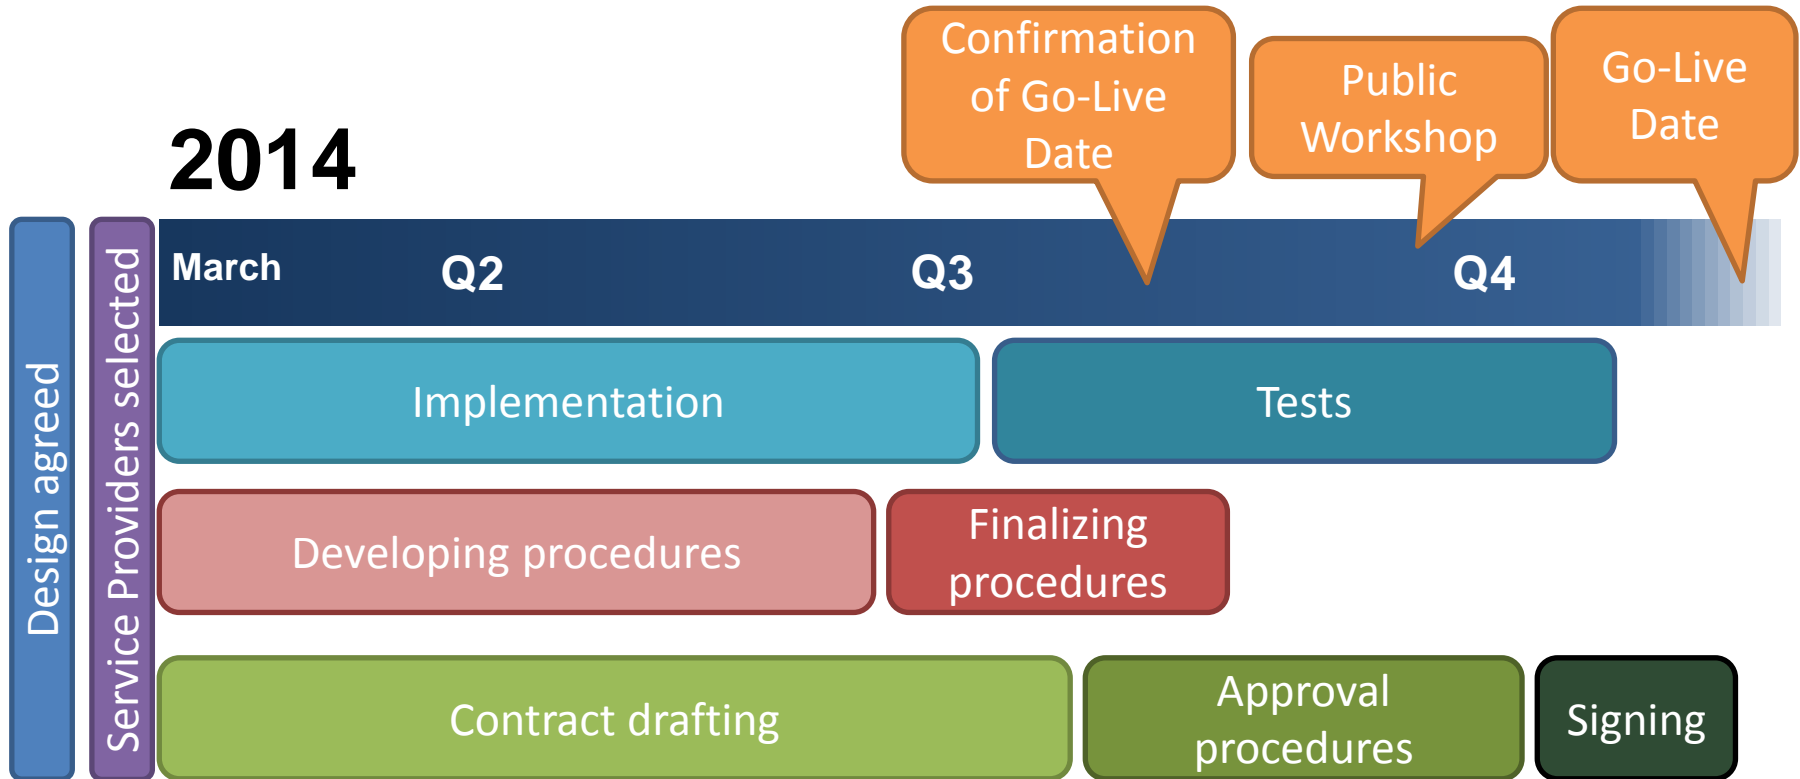 Confirmation
of Go-Live
Date
Public
Workshop
Go-Live
Date
2014
Design agreed
Service Providers selected
March
Q2
Q3
Q4
Implementation
Tests
Developing procedures
Finalizing
procedures
Contract drafting
Approval
procedures
Signing